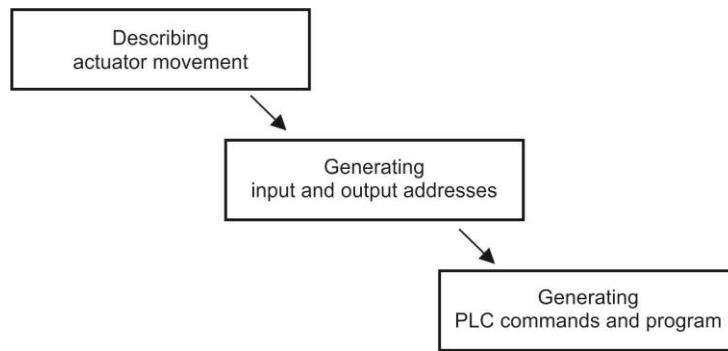 Describing
actuator movement
Generating
input and output addresses
Generating
PLC commands and program